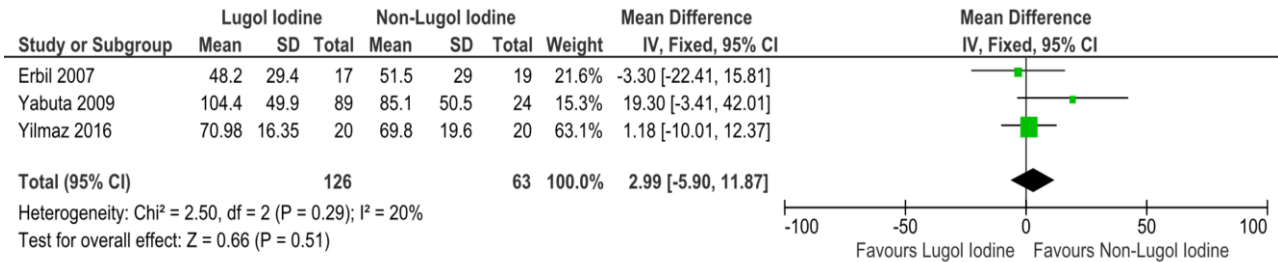 Lugol Iodine Non-Lugol Iodine Mean Difference Mean Difference
Study or Subgroup Mean SD Total Mean SD Total Weight IV, Fixed, 95% CI IV, Fixed, 95% CI
Erbil 2007 48.2 29.4 17 51.5 29 19 21.6% -3.30 [-22.41, 15.81]
Yabuta 2009 104.4 49.9 89 85.1 50.5 24 15.3% 19.30 [-3.41, 42.01]
Yilmaz 2016 70.98 16.35 20 69.8 19.6 20 63.1% 1.18 [-10.01, 12.37]
Total (95% CI) 126 63 100.0% 2.99 [-5.90, 11.87]
Heterogeneity: Chi² = 2.50, df = 2 (P = 0.29); I² = 20%
Test for overall effect: Z = 0.66 (P = 0.51)
-100 -50 0 50 100
Favours Lugol Iodine Favours Non-Lugol Iodine